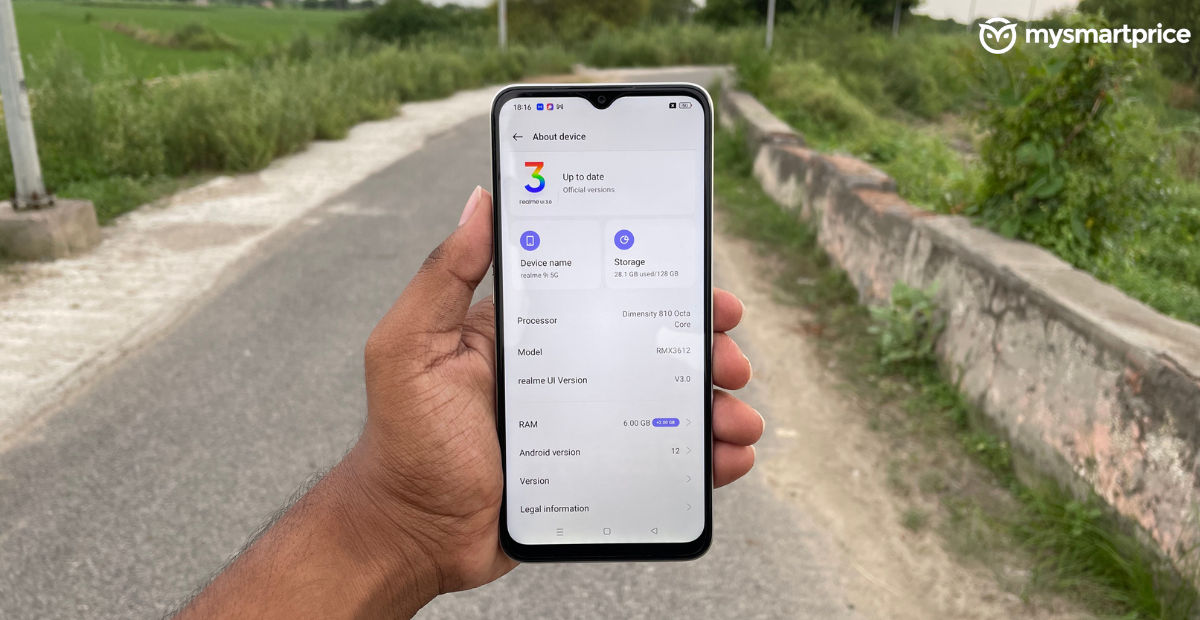 mysmartprice
18:16
← About device
3
Up to date
Official versions
realme UI 3.0
Device name
realme 9i 5G
Storage
28.1 GB used/128 GB
Processor
Dimensity 810 Octa
Core
Model
RMX3612
realme UI Version
V3.0
RAM
6.00 GB
Android version
12
Version
Legal information